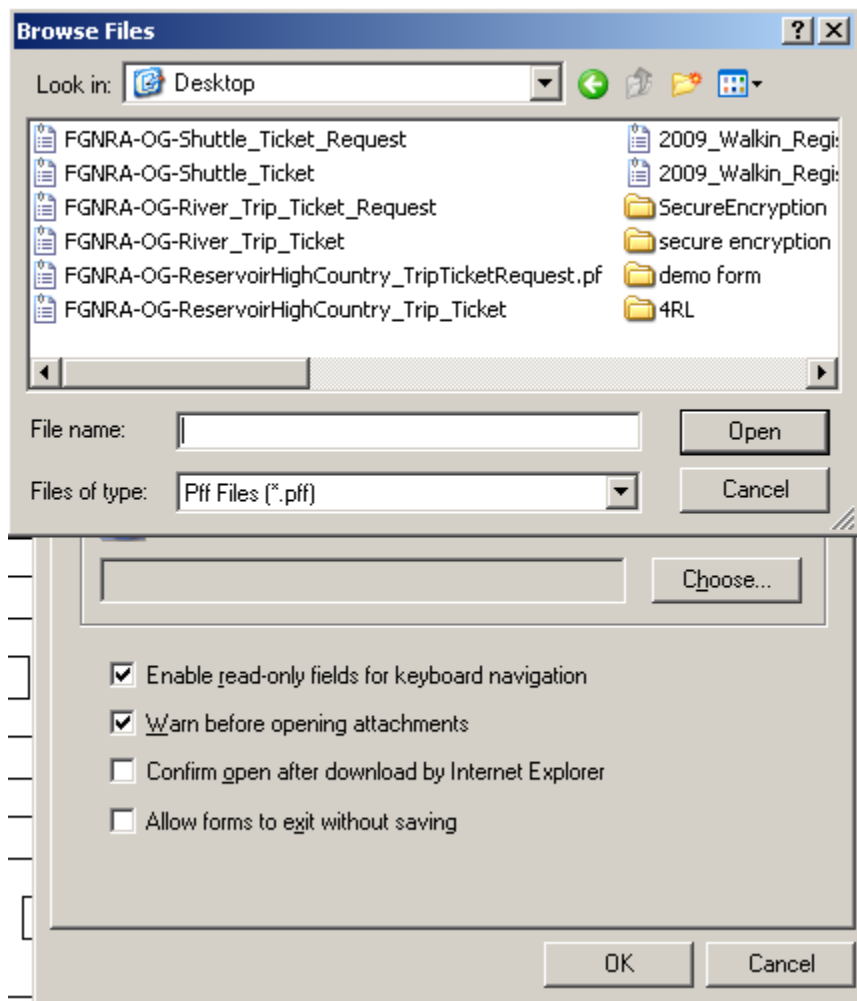 Browse Files
Look in: Desktop
FGNRA-OG-Shuttle_Ticket_Request
FGNRA-OG-Shuttle_Ticket
FGNRA-OG-River_Trip_Ticket_Request
FGNRA-OG-River_Trip_Ticket
FGNRA-OG-ReservoirHighCountry_TripTicketRequest.pf
FGNRA-OG-ReservoirHighCountry_Trip_Ticket
2009_Walkin_Regi
2009_Walkin_Regi
SecureEncryption
secure encryption
demo form
4RL
File name:
Open
Files of type: Pff Files (*.pff)
Cancel
Choose...
Enable read-only fields for keyboard navigation
Warn before opening attachments
Confirm open after download by Internet Explorer
Allow forms to exit without saving
OK Cancel